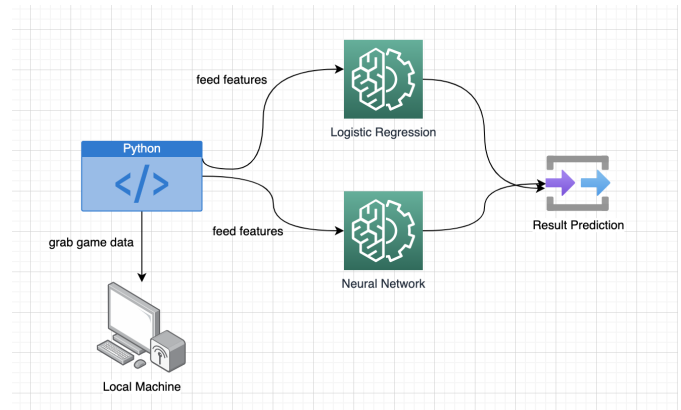 feed features
Logistic Regression
Python
</>
feed features
Result Prediction
grab game data
Neural Network
Local Machine